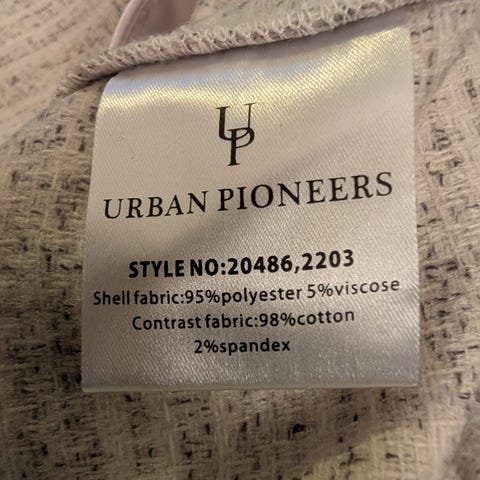 UP
URBAN PIONEERS
STYLE NO:20486,2203
Shell fabric:95%polyester 5%viscose
Contrast fabric:98%cotton
2%spandex